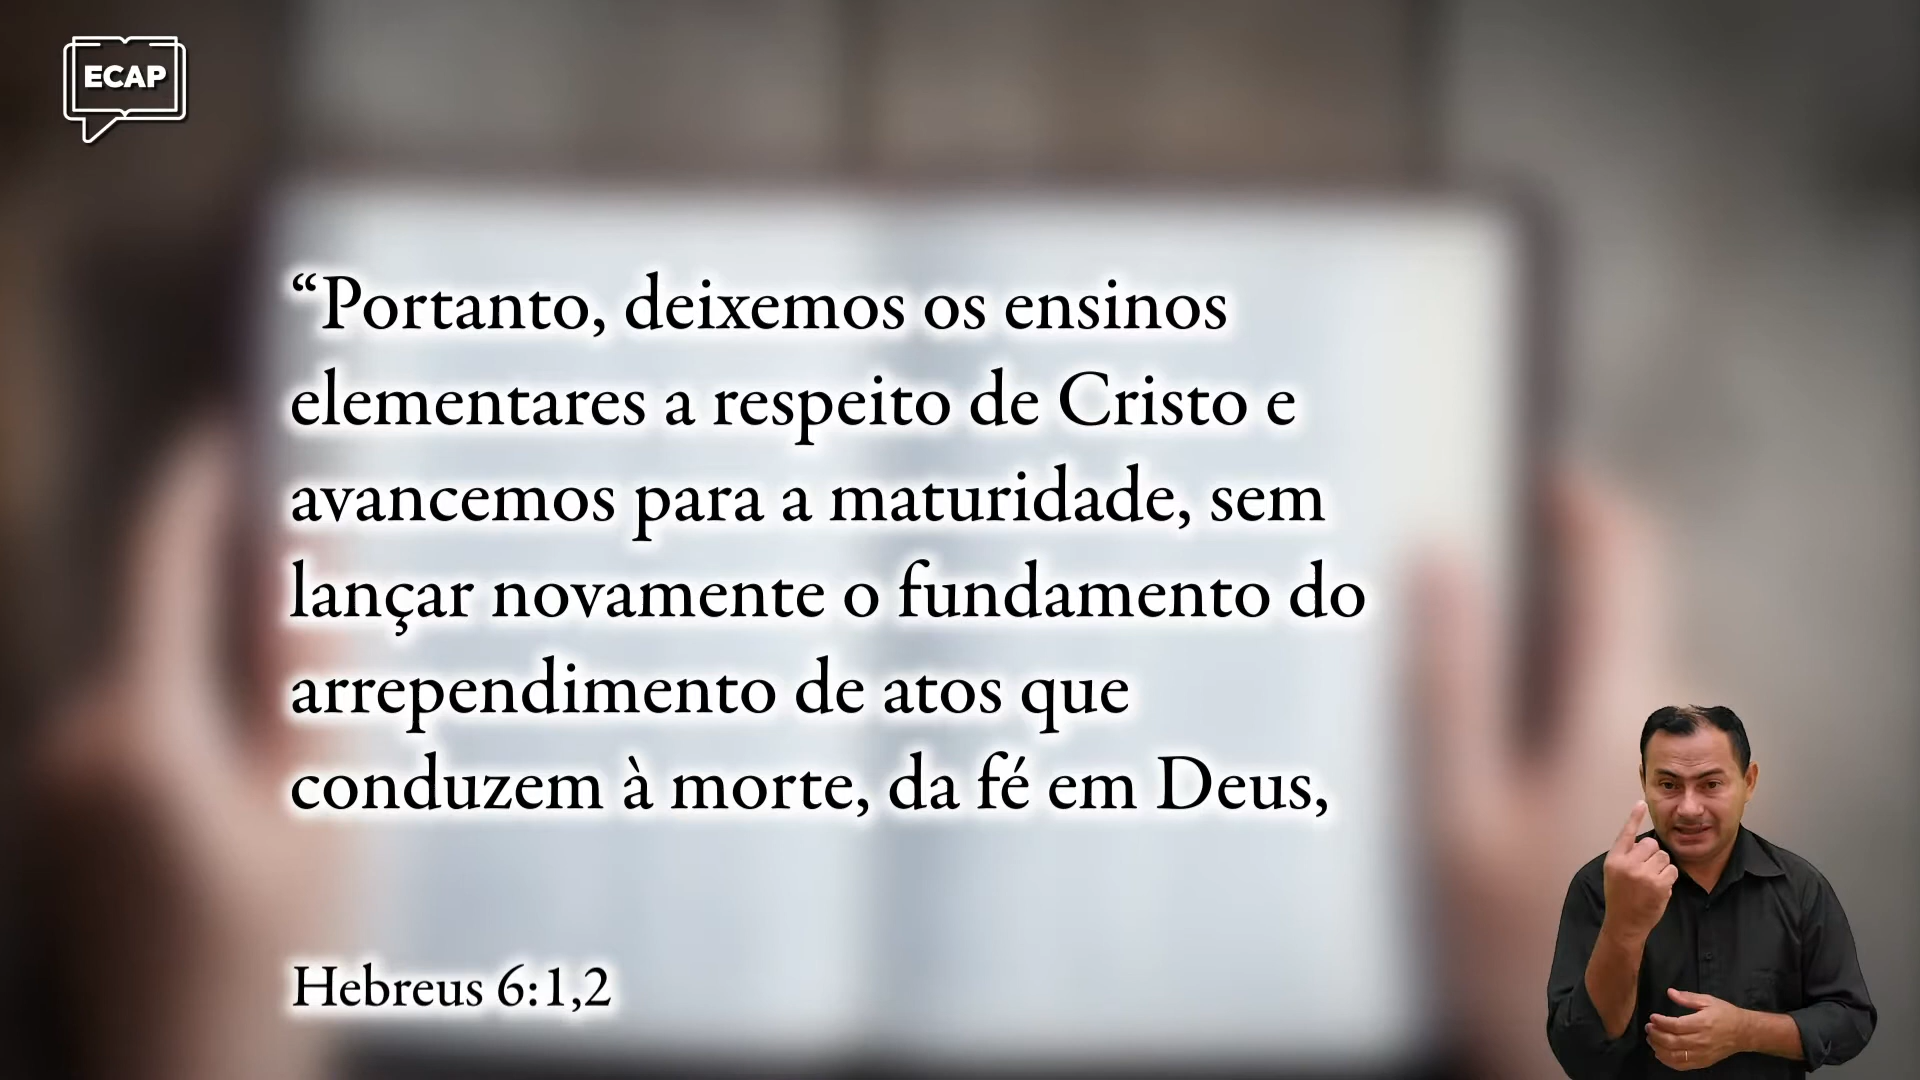 ECAP
“Portanto, deixemos os ensinos
elementares a respeito de Cristo e
avancemos para a maturidade, sem
lançar novamente o fundamento do
arrependimento de atos que
conduzem à morte, da fé em Deus,
Hebreus 6:1,2